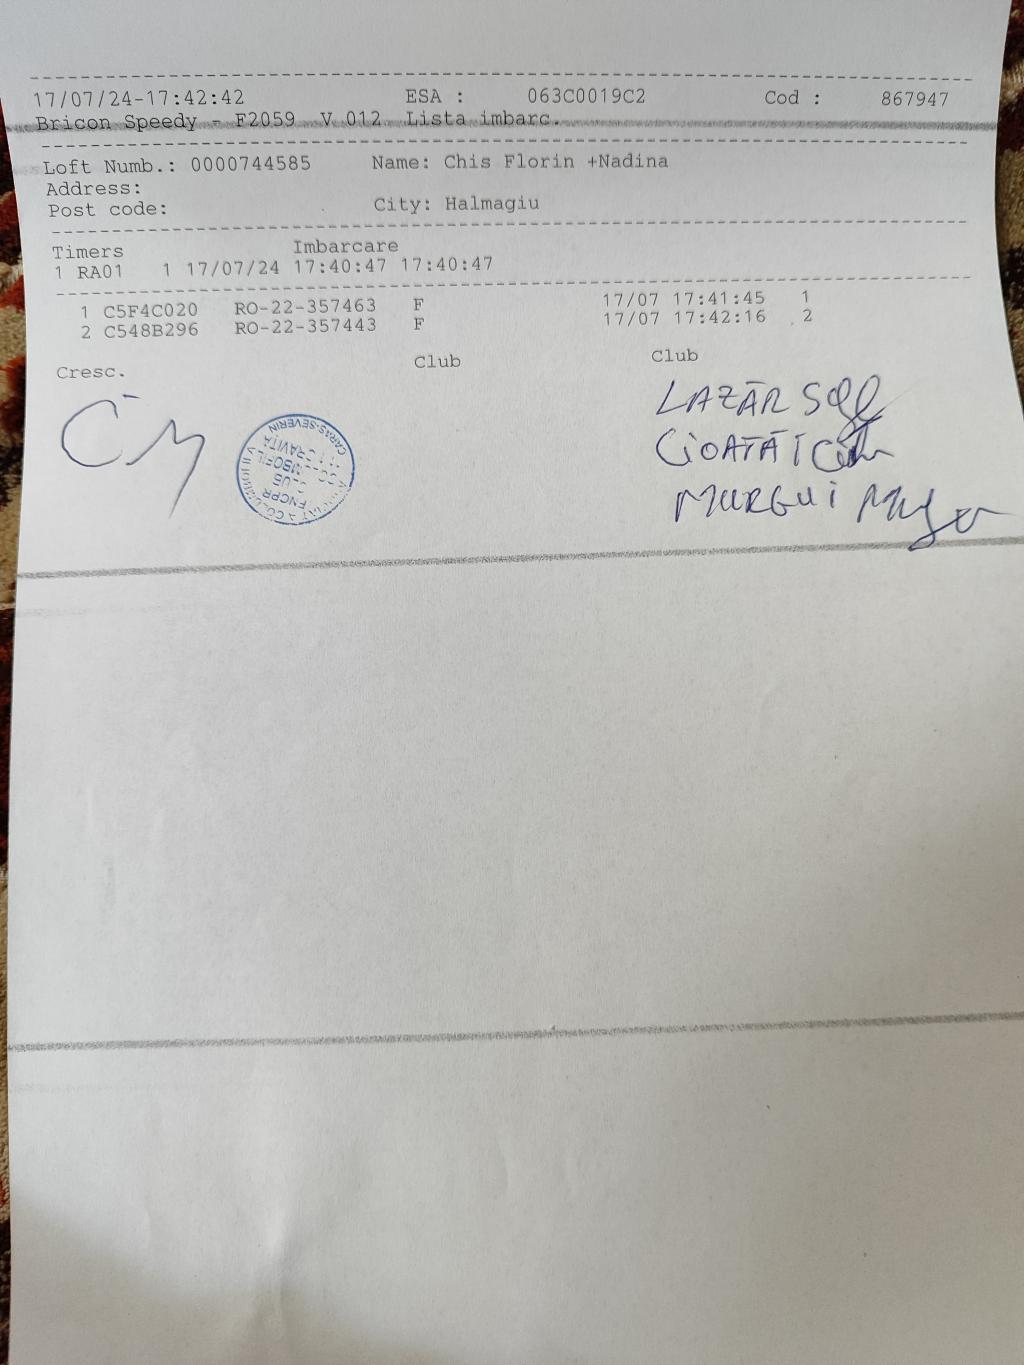 17/07/24-17:42:42 ESA : 063C0019C2 Cod : 867947
Bricon Speedy - F2059 V 012 Lista imbarc.
Loft Numb.: 0000744585 Name: Chis Florin +Nadina
Address:
Post code: City: Halmagiu
Timers Imbarcare
1 RA01 1 17/07/24 17:40:47 17:40:47
1 C5F4C020 RO-22-357463 F 17/07 17:41:45 1
2 C548B296 RO-22-357443 F 17/07 17:42:16 2
Cresc. Club Club
LAZĂR
CIOATĂ I
MURGUI
CARAS-SEVERIN
FNCPR